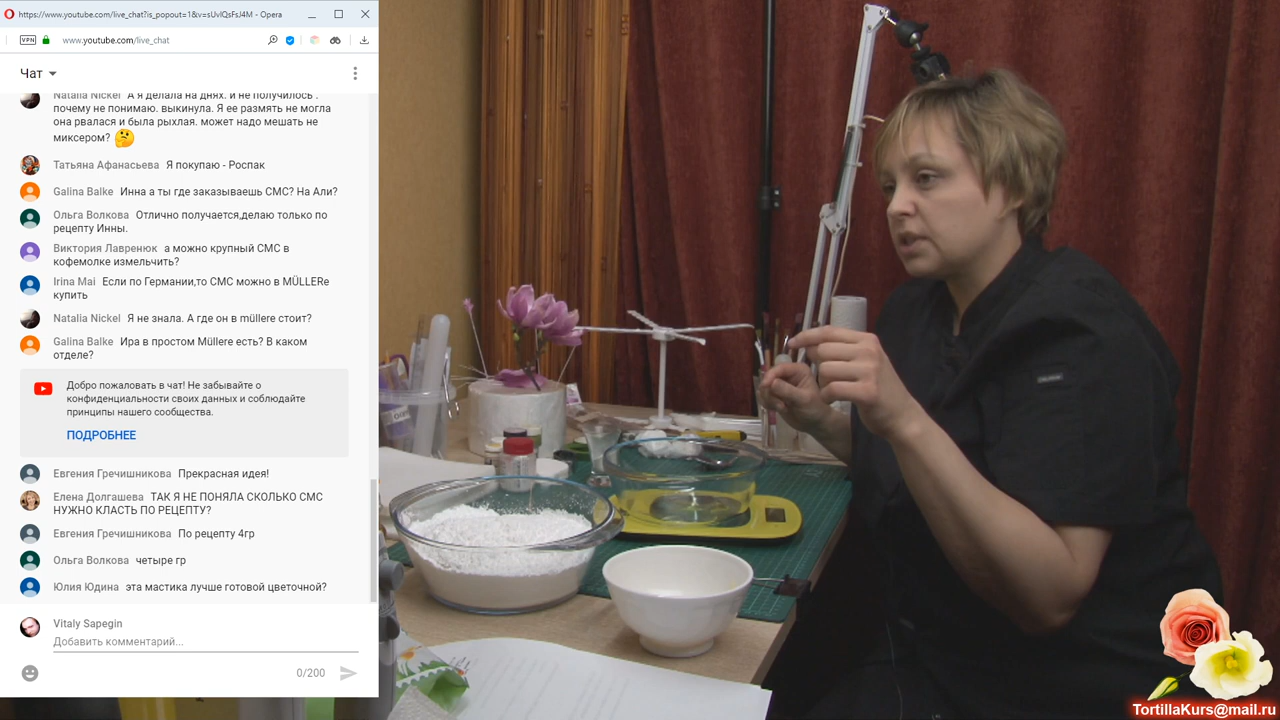 https://www.youtube.com/live_chat?is_popout=1&v=sUvlQsFsJ4M - Opera
VPN
www.youtube.com/live_chat
Чат
Natalia Nickel А я делала на днях. и не получилось .
почему не понимаю. выкинула. Я ее размять не могла
она рвалася и была рыхлая. может надо мешать не
миксером?
Татьяна Афанасьева Я покупаю - Роспак
Galina Balke Инна а ты где заказываешь СМС? На Али?
Ольга Волкова Отлично получается,делаю только по
рецепту Инны.
Виктория Лавренюк а можно крупный СМС в
кофемолке измельчить?
Irina Mai Если по Германии,то СМС можно в MÜLLERe
купить
Natalia Nickel Я не знала. А где он в müllere стоит?
Galina Balke Ира в простом Müllere есть? В каком
отделе?
Добро пожаловать в чат! Не забывайте о
конфиденциальности своих данных и соблюдайте
принципы нашего сообщества.
ПОДРОБНЕЕ
Евгения Гречишникова Прекрасная идея!
Елена Долгашева ТАК Я НЕ ПОНЯЛА СКОЛЬКО СМС
НУЖНО КЛАСТЬ ПО РЕЦЕПТУ?
Евгения Гречишникова По рецепту 4гр
Ольга Волкова четыре гр
Юлия Юдина эта мастика лучше готовой цветочной?
Vitaly Sapegin
Добавить комментарий...
0/200
TortillaKurs@mail.ru